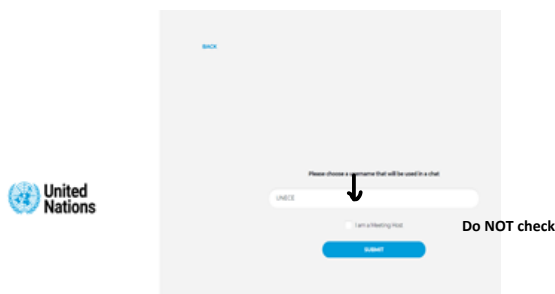 BACK
Please choose a username that will be used in a chat
United
Nations
UNECE
I am a Meeting Host
Do NOT check
SUBMIT